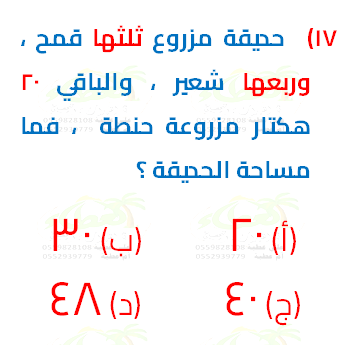 ١٧) حديقة مزروع ثلثها قمح ،
وربعها شعير ، والباقي ٢٠
هكتار مزروعة حنطة ، فما
مساحة الحديقة ؟
(أ) ٢٠ (ب) ٣٠
(ج) ٤٠ (د) ٤٨